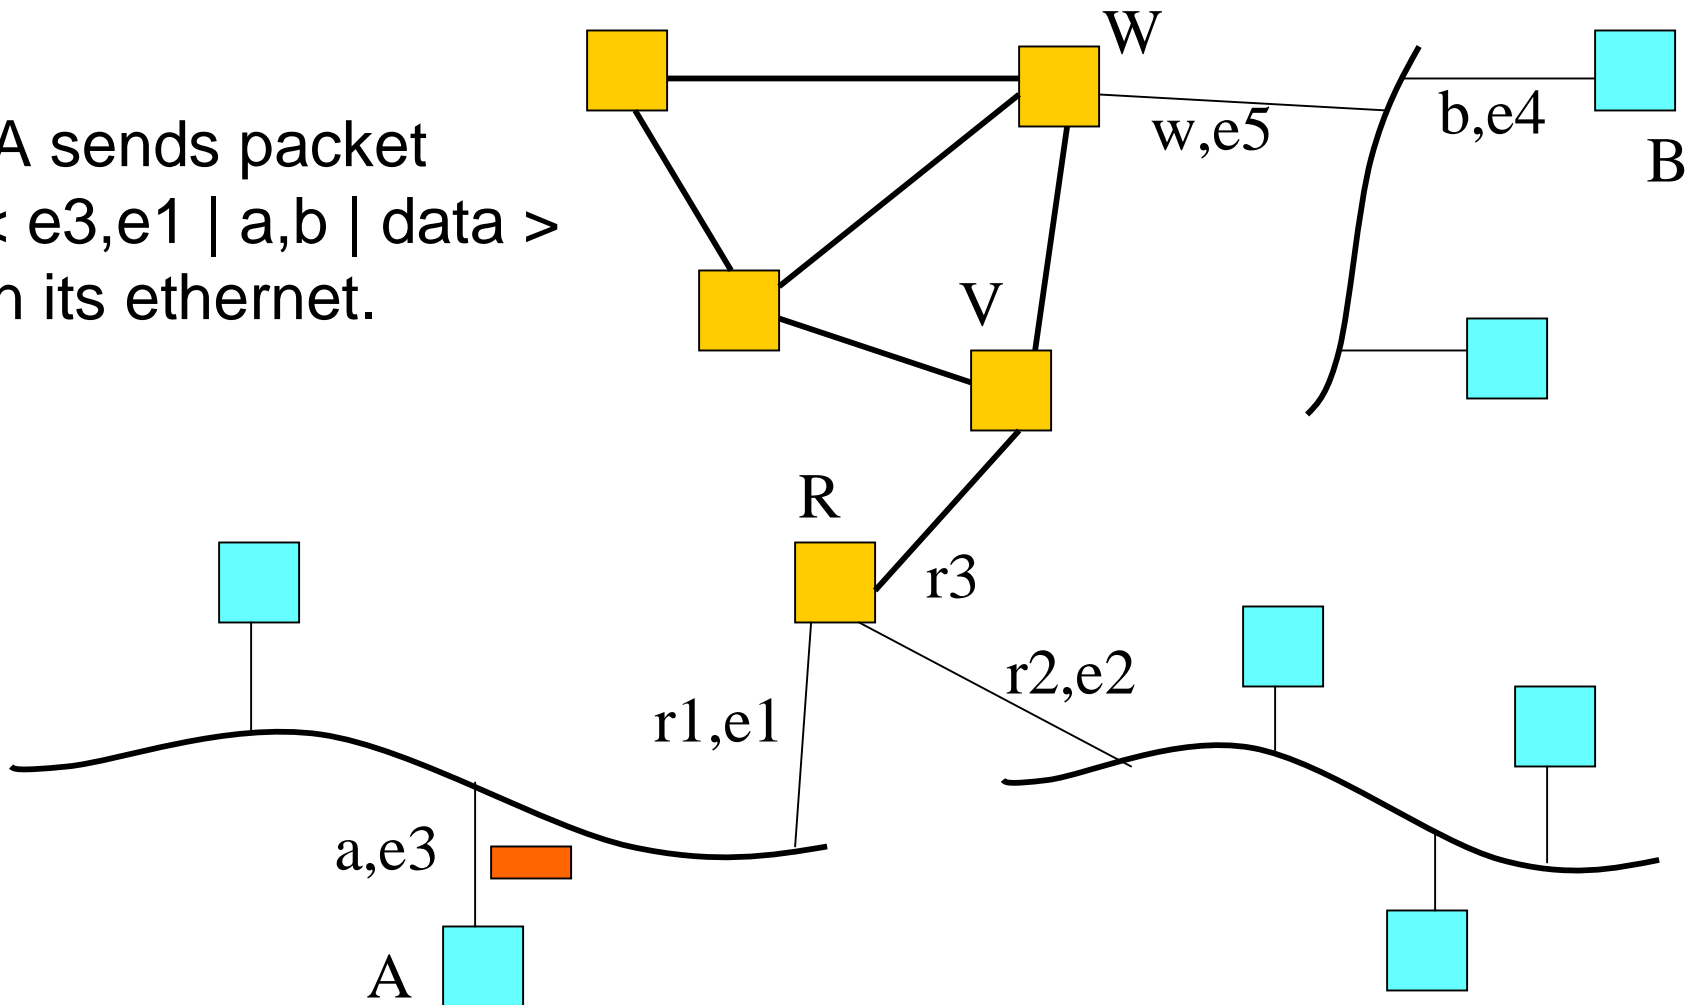 A sends packet
< e3,e1 | a,b | data >
n its ethernet.
W
w,e5
b,e4
B
V
R
r3
r2,e2
r1,e1
a,e3
A